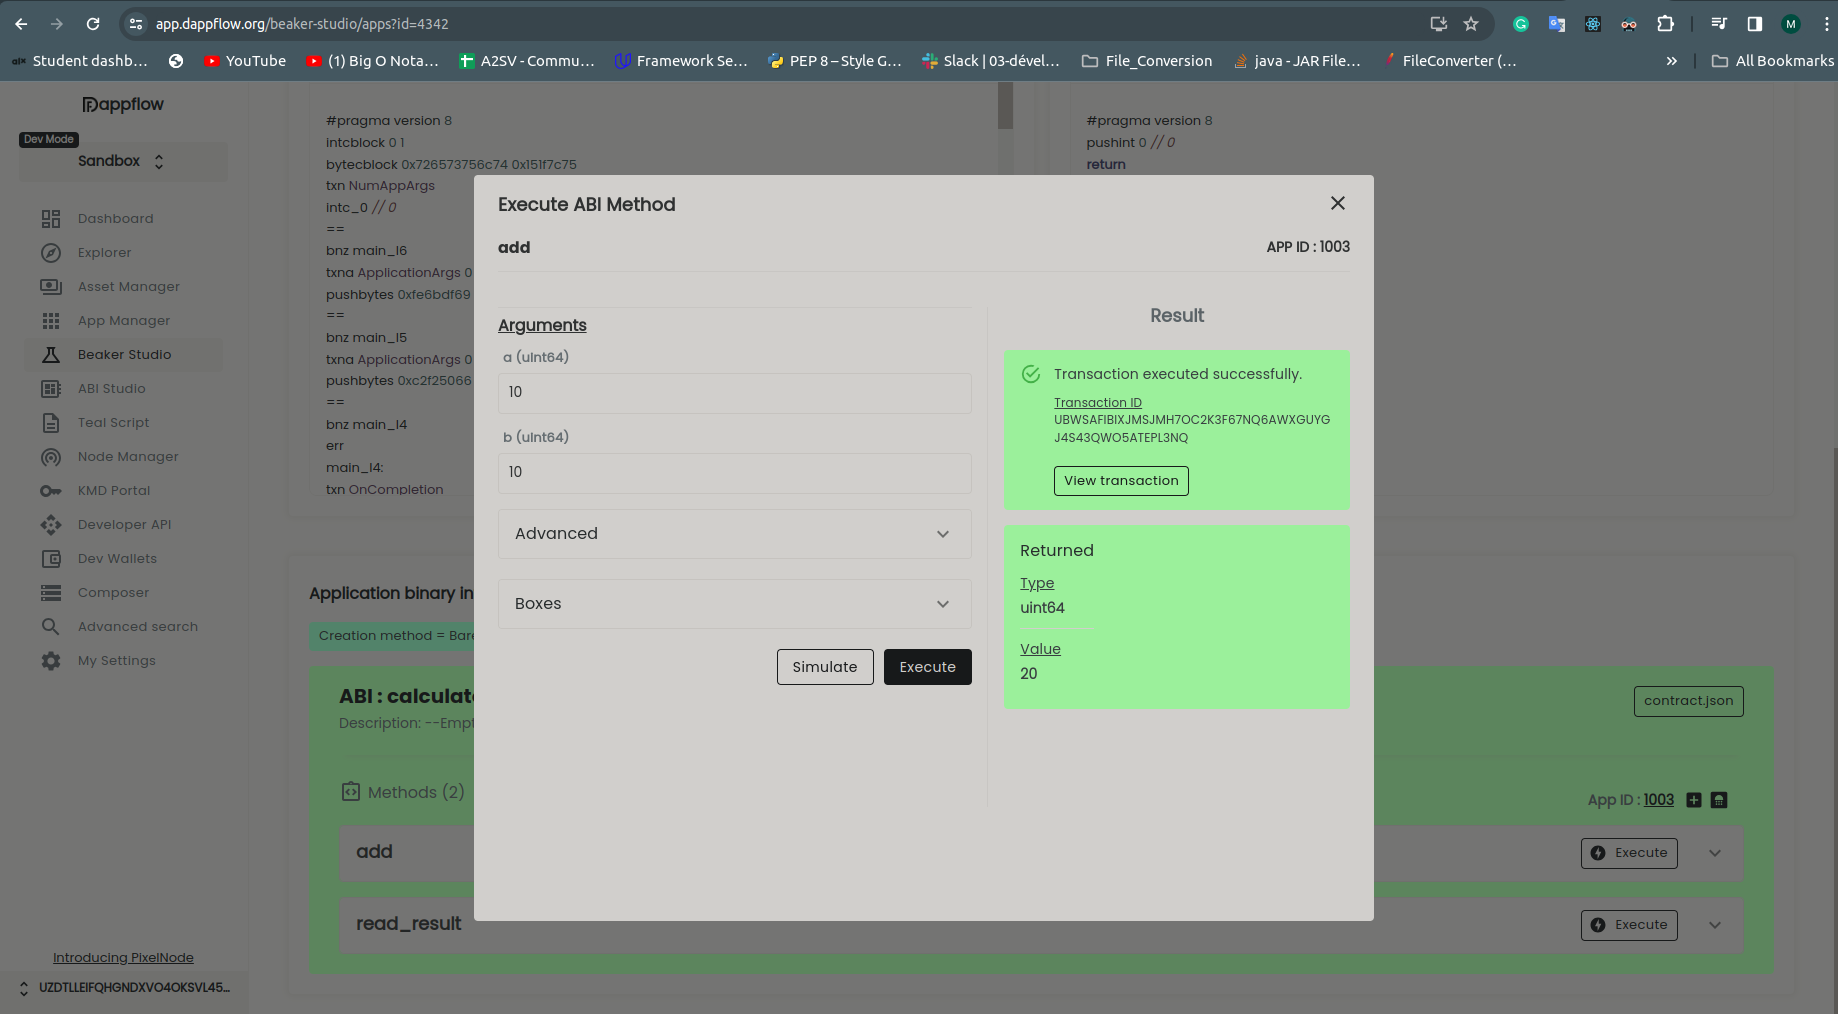 app.dappflow.org/beaker-studio/apps?id=4342
M
Student dashb...
YouTube
(1) Big O Nota...
A2SV - Commu...
Framework Se...
PEP 8 – Style G...
Slack | 03-dével...
File_Conversion
java - JAR File...
FileConverter (...
»
All Bookmarks
Dappflow
Dev Mode
Sandbox
Dashboard
Explorer
Asset Manager
App Manager
Beaker Studio
ABI Studio
Teal Script
Node Manager
KMD Portal
Developer API
Dev Wallets
Composer
Advanced search
My Settings
Introducing PixelNode
UZDTLLEIFQHGNDXVO4OKSVL45...
#pragma version 8
intcblock 0 1
bytecblock 0x726573756c74 0x151f7c75
txn NumAppArgs
intc_0 // 0
==
bnz main_l6
txna ApplicationArgs 0
pushbytes 0xfe6bdf69
==
bnz main_l5
txna ApplicationArgs 0
pushbytes 0xc2f25066
==
bnz main_l4
err
main_l4:
txn OnCompletion
#pragma version 8
pushint 0 // 0
return
Execute ABI Method
add
APP ID : 1003
Arguments
a (uint64)
10
b (uint64)
10
Advanced
Boxes
Simulate
Execute
Result
Transaction executed successfully.
Transaction ID
UBWSAFIBIXJMSJMH7OC2K3F67NQ6AWXGUYG
J4S43QWO5ATEPL3NQ
View transaction
Returned
Type
uint64
Value
20
Application binary in
Creation method = Bare
ABI : calculat
Description: --Empt
contract.json
Methods (2)
App ID : 1003
add
Execute
read_result
Execute